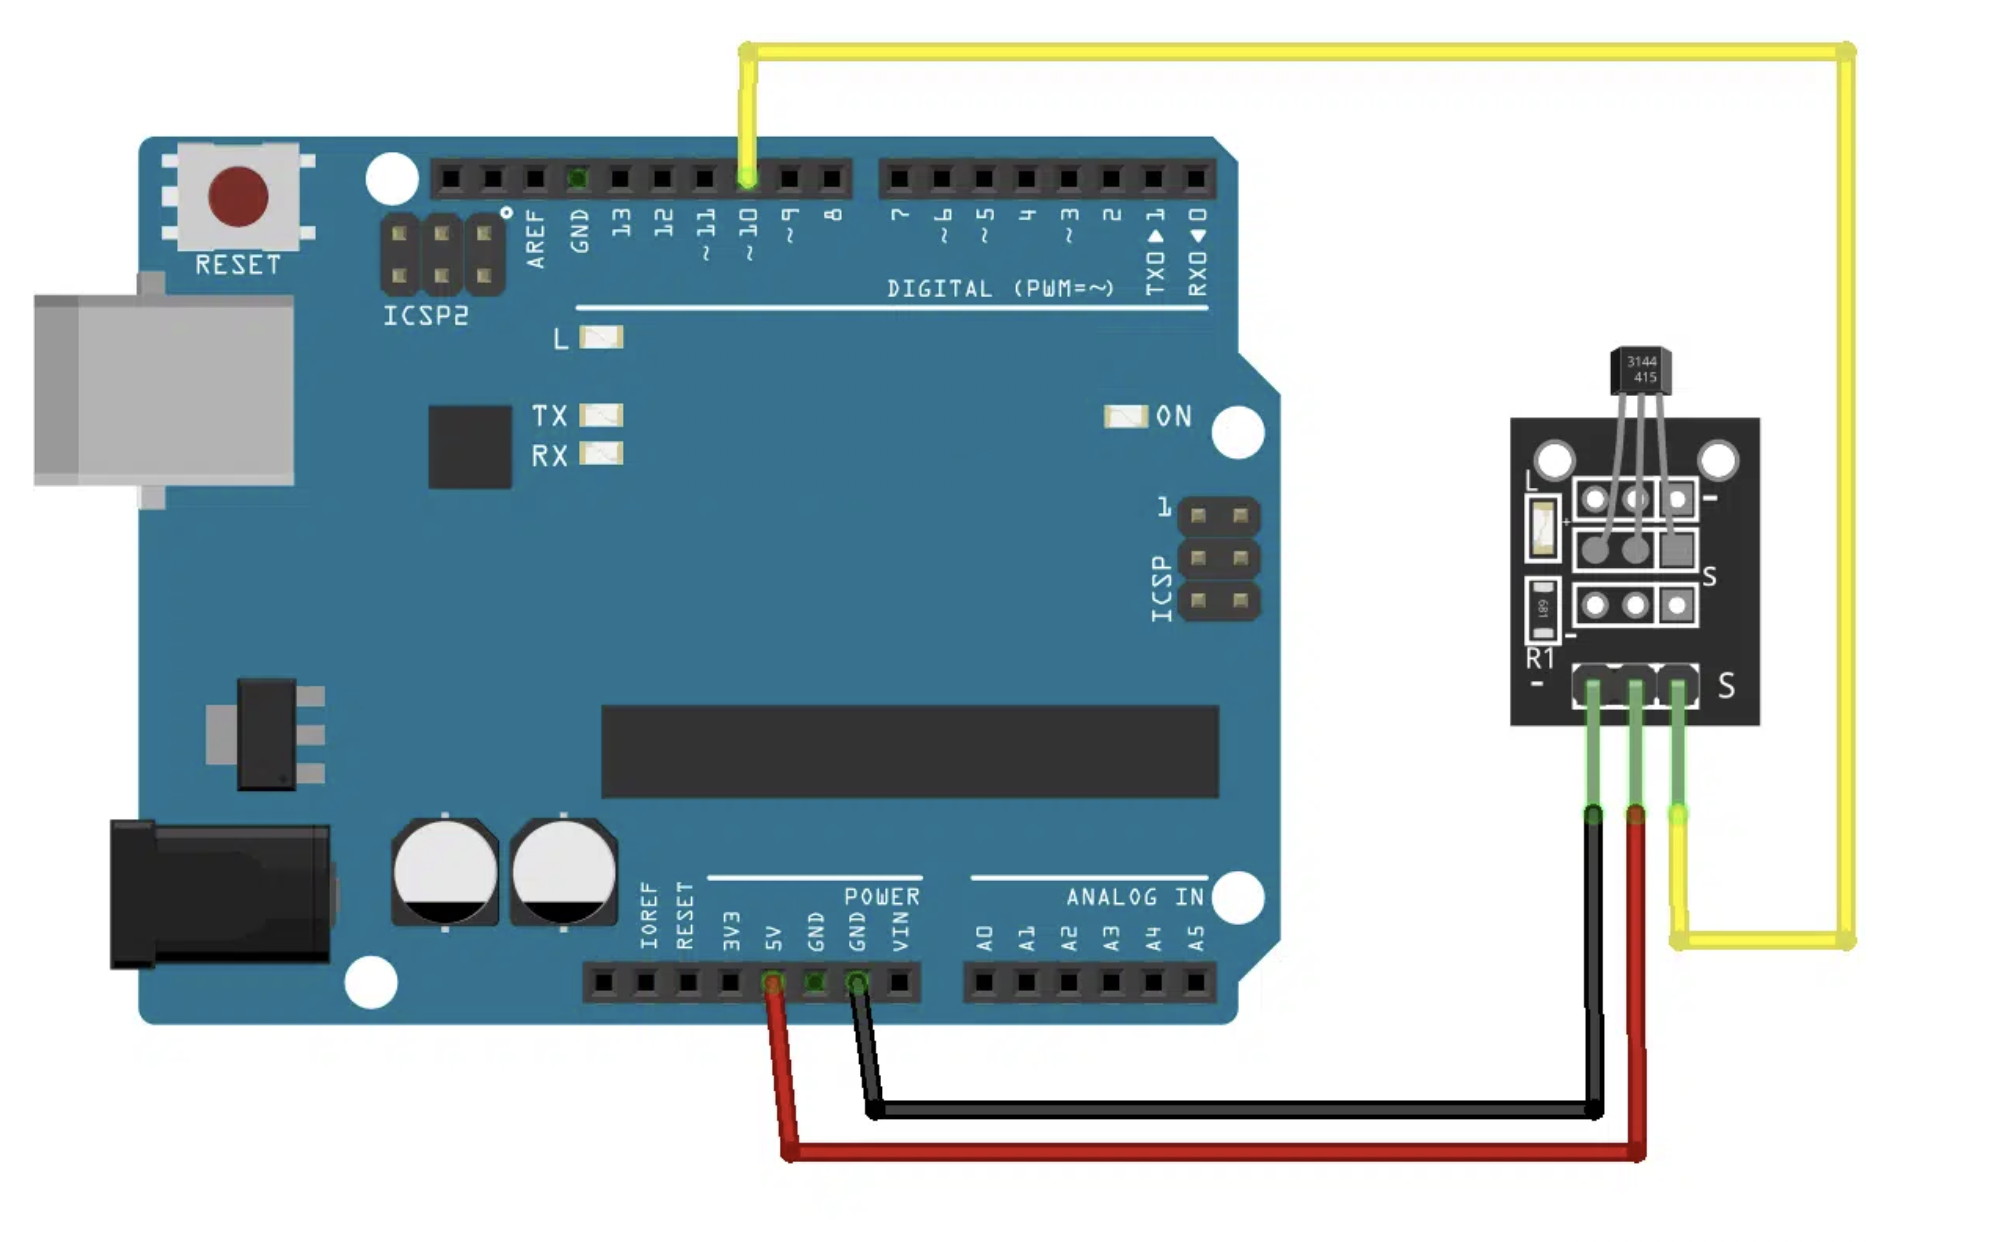 RESET
ICSP2
AREF
GND
13
12
~11
~10
~9
8
7
~6
~5
4
~3
2
TX0▶1
RX0◀0
DIGITAL (PWM=~)
L
TX
RX
ON
1
ICSP
3144
415
L
+
-
S
681
-
R1
-
S
POWER
ANALOG IN
IOREF
RESET
3V3
5V
GND
GND
VIN
A0
A1
A2
A3
A4
A5